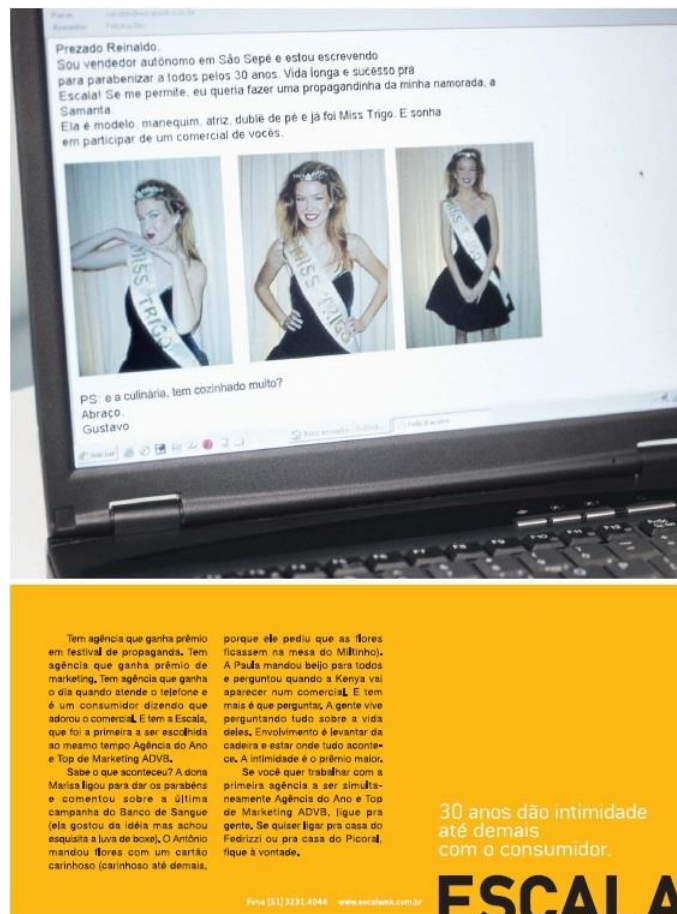 Prezado Reinaldo.
Sou vendedor autônomo em São Sepé e estou escrevendo
para parabenizar a todos pelos 30 anos. Vida longa e sucesso pra
Escala! Se me permite, eu queria fazer uma propagandinha da minha namorada, a
Samanta.
Ela é modelo, manequim, atriz, dublê de pé e já foi Miss Trigo. E sonha
em participar de um comercial de vocês.
MISS TRIGO
MISS TRIGO
MISS TRIGO
PS: e a culinária, tem cozinhado muito?
Abraço.
Gustavo
Tem agência que ganha prêmio
em festival de propaganda. Tem
agência que ganha prêmio de
marketing. Tem agência que ganha
o dia quando atende o telefone e
é um consumidor dizendo que
adorou o comercial. E tem a Escala,
que foi a primeira a ser escolhida
ao mesmo tempo Agência do Ano
e Top de Marketing ADVB.
Sabe o que aconteceu? A dona
Marisa ligou para dar os parabéns
e comentou sobre a última
campanha do Banco de Sangue
(ela gostou da idéia mas achou
esquisita a luva de boxe). O Antônio
mandou flores com um cartão
carinhoso (carinhoso até demais,
porque ele pediu que as flores
ficassem na mesa do Miltinho).
A Paula mandou beijo para todos
e perguntou quando a Kenya vai
aparecer num comercial. E tem
mais é que perguntar. A gente vive
perguntando tudo sobre a vida
deles. Envolvimento é levantar da
cadeira e estar onde tudo aconte-
ce. A intimidade é o prêmio maior.
Se você quer trabalhar com a
primeira agência a ser simulta-
neamente Agência do Ano e Top
de Marketing ADVB, ligue pra
gente. Se quiser ligar pra casa do
Fedrizzi ou pra casa do Picoral,
fique à vontade.
30 anos dão intimidade
até demais
com o consumidor.
ESCALA
Fone (51) 3231.4044 www.escalamk.com.br